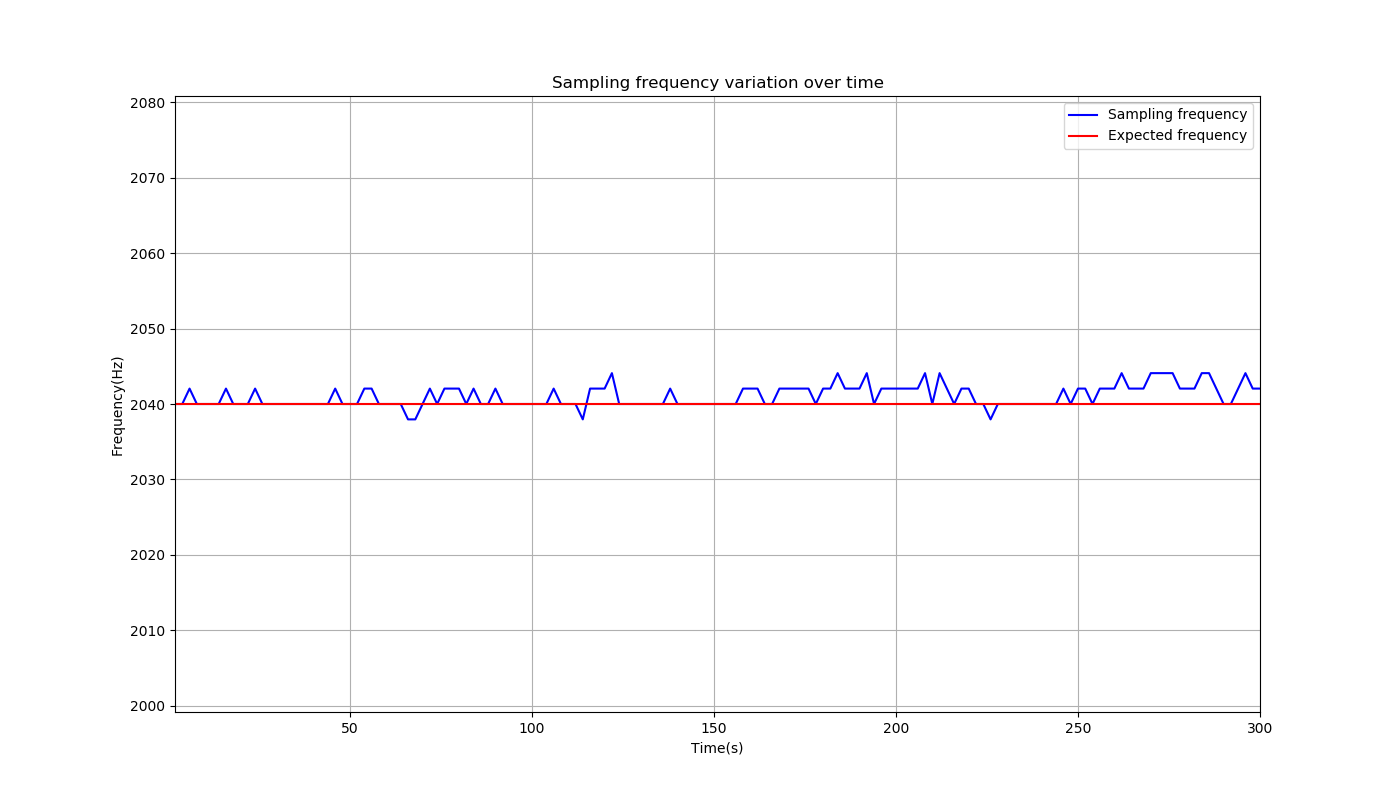 Sampling frequency variation over time
2080
2070
2060
2050
2040
2030
2020
2010
2000
Frequency(Hz)
Sampling frequency
Expected frequency
50 100 150 200 250 300
Time(s)